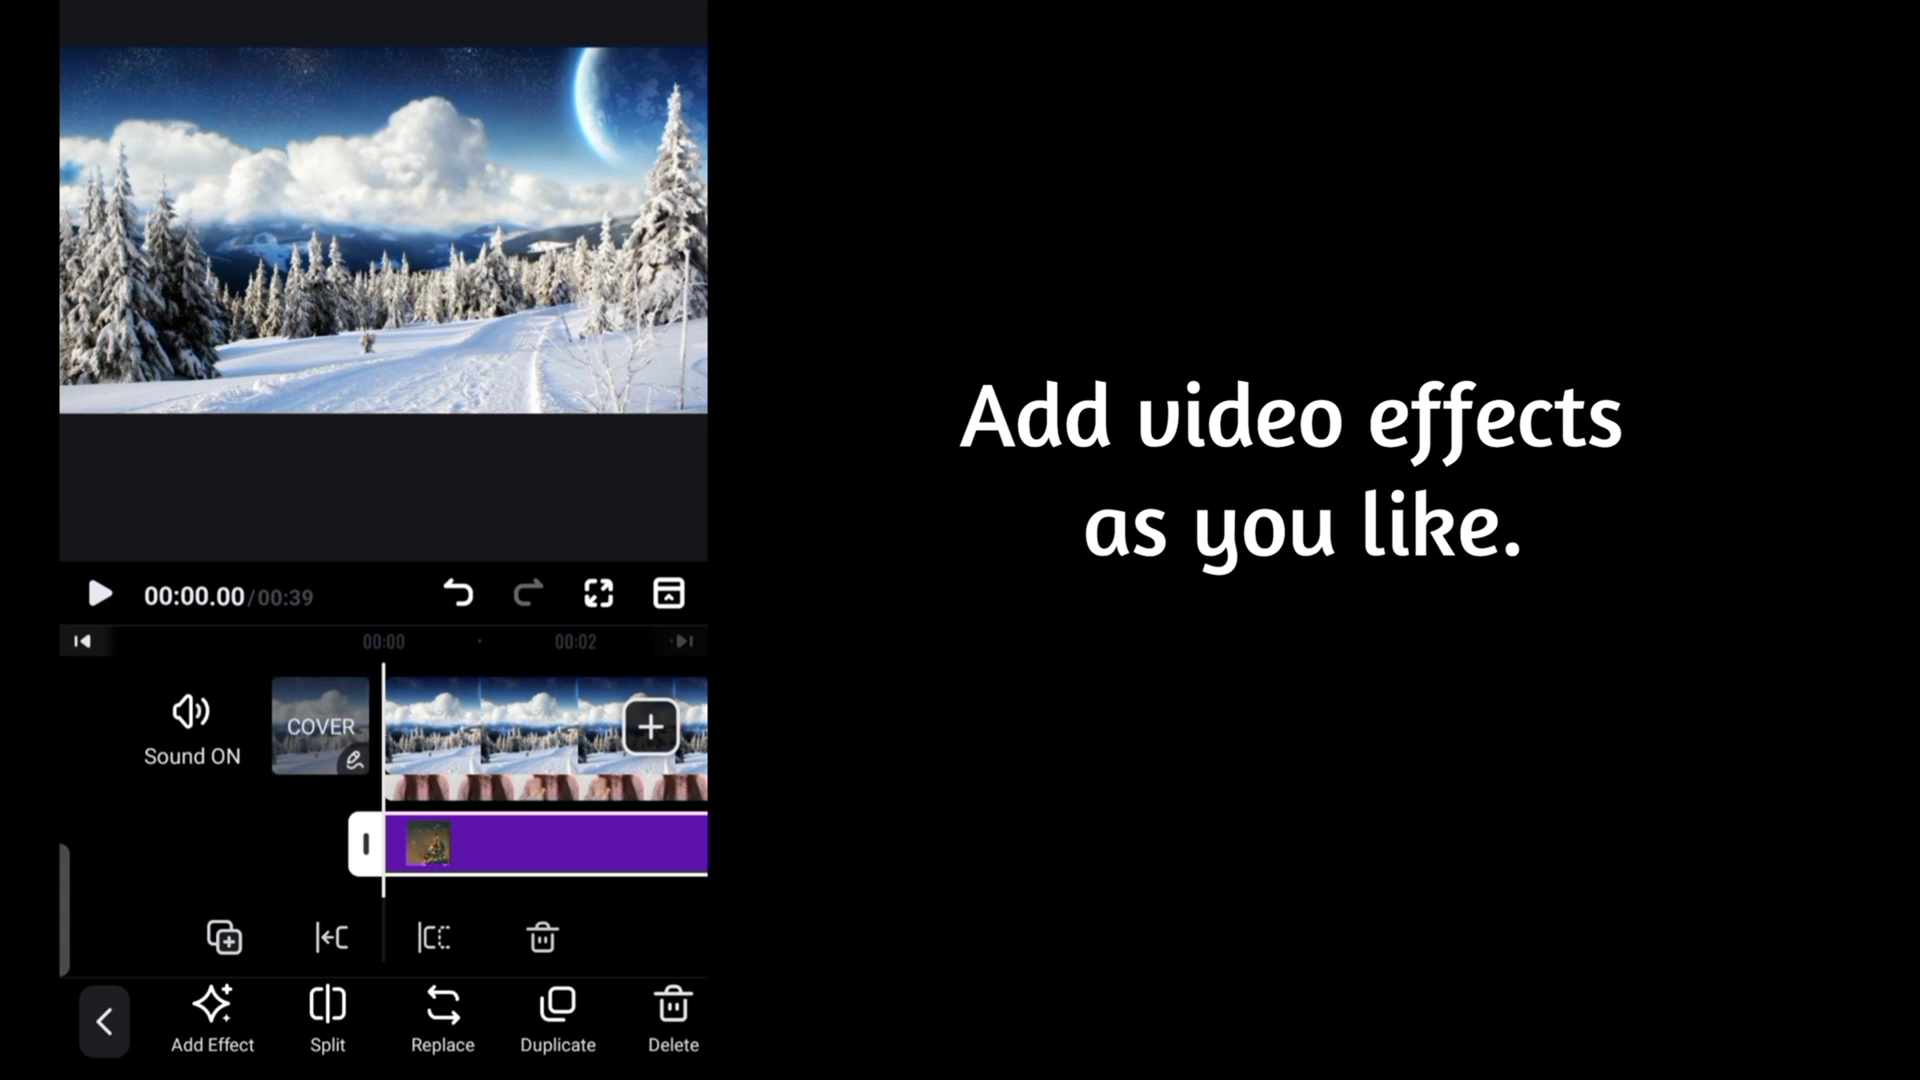 Add video effects
as you like.
00:00.00/00:39
00:00
00:02
Sound ON
COVER
Add Effect
Split
Replace
Duplicate
Delete